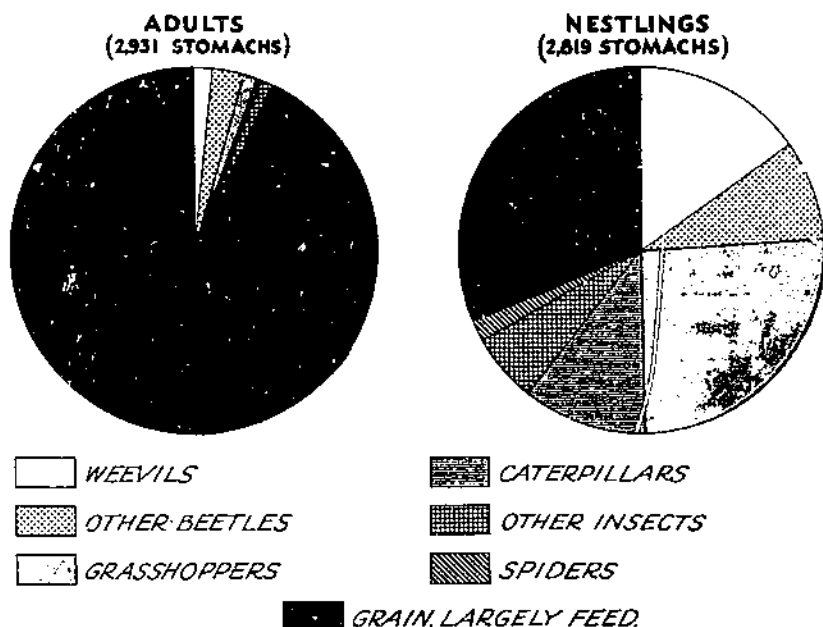 ADULTS
(2,931 STOMACHS)
NESTLINGS
(2,819 STOMACHS)
WEEVILS
OTHER BEETLES
GRASSHOPPERS
CATERPILLARS
OTHER INSECTS
SPIDERS
GRAIN, LARGELY FEED.